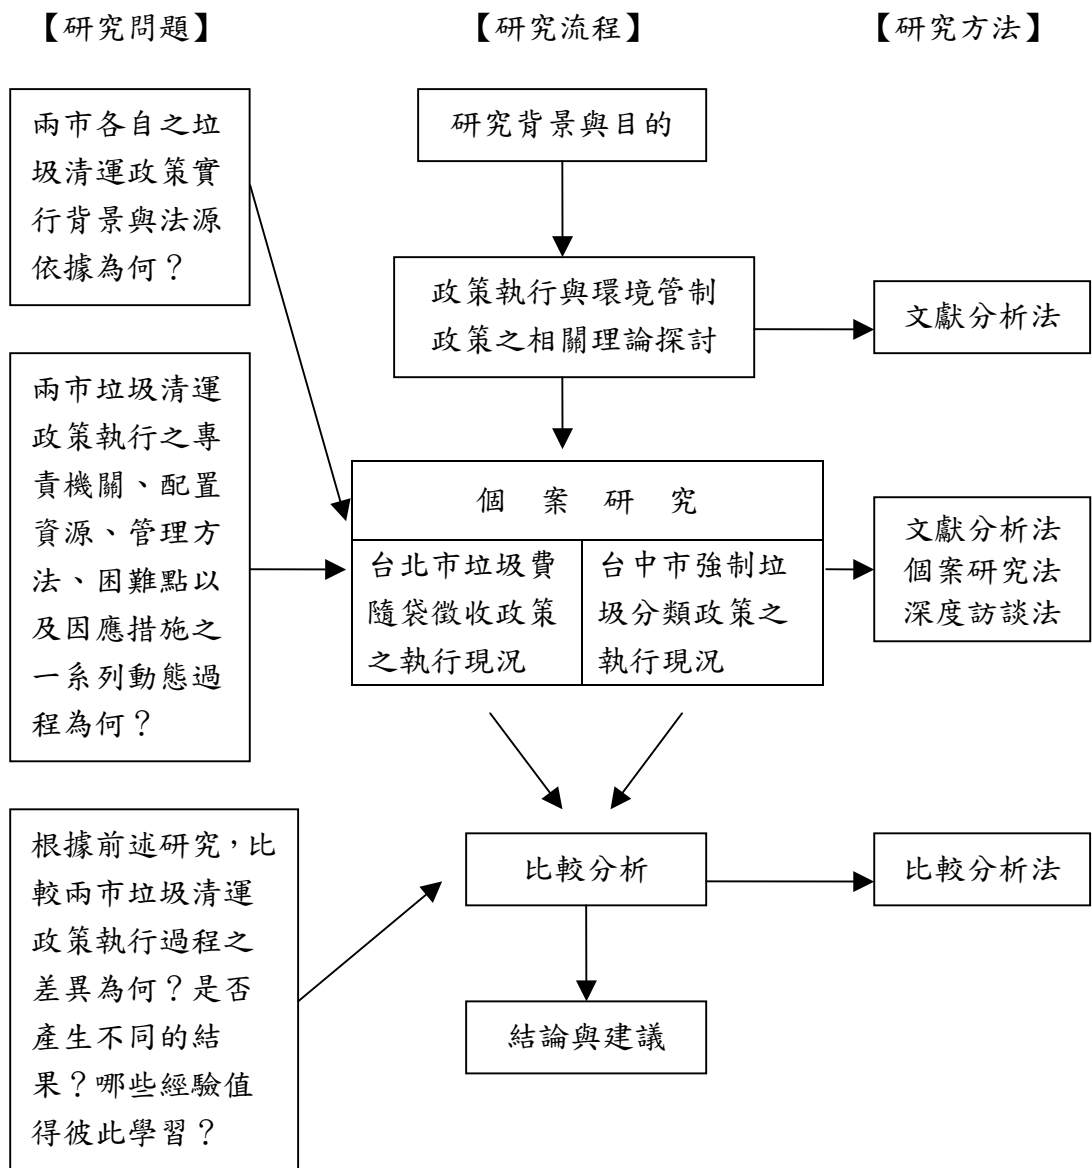 【研究問題】
【研究流程】
【研究方法】
兩市各自之垃
圾清運政策實
行背景與法源
依據為何？
兩市垃圾清運
政策執行之專
責機關、配置
資源、管理方
法、困難點以
及因應措施之
一系列動態過
程為何？
根據前述研究，比
較兩市垃圾清運
政策執行過程之
差異為何？是否
產生不同的結
果？哪些經驗值
得彼此學習？
研究背景與目的
政策執行與環境管制
政策之相關理論探討
個案研究
台北市垃圾費
隨袋徵收政策
之執行現況
台中市強制垃
圾分類政策之
執行現況
比較分析
結論與建議
文獻分析法
文獻分析法
個案研究法
深度訪談法
比較分析法